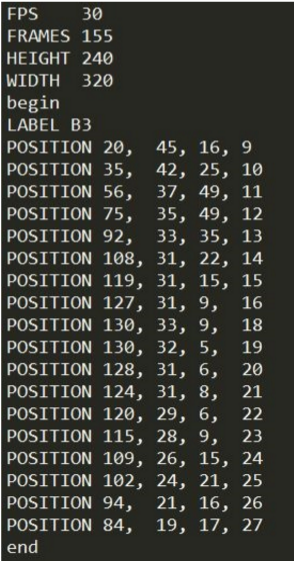 FPS    30
FRAMES 155
HEIGHT 240
WIDTH  320
begin
LABEL B3
POSITION 20,  45, 16, 9
POSITION 35,  42, 25, 10
POSITION 56,  37, 49, 11
POSITION 75,  35, 49, 12
POSITION 92,  33, 35, 13
POSITION 108, 31, 22, 14
POSITION 119, 31, 15, 15
POSITION 127, 31, 9,  16
POSITION 130, 33, 9,  18
POSITION 130, 32, 5,  19
POSITION 128, 31, 6,  20
POSITION 124, 31, 8,  21
POSITION 120, 29, 6,  22
POSITION 115, 28, 9,  23
POSITION 109, 26, 15, 24
POSITION 102, 24, 21, 25
POSITION 94,  21, 16, 26
POSITION 84,  19, 17, 27
end